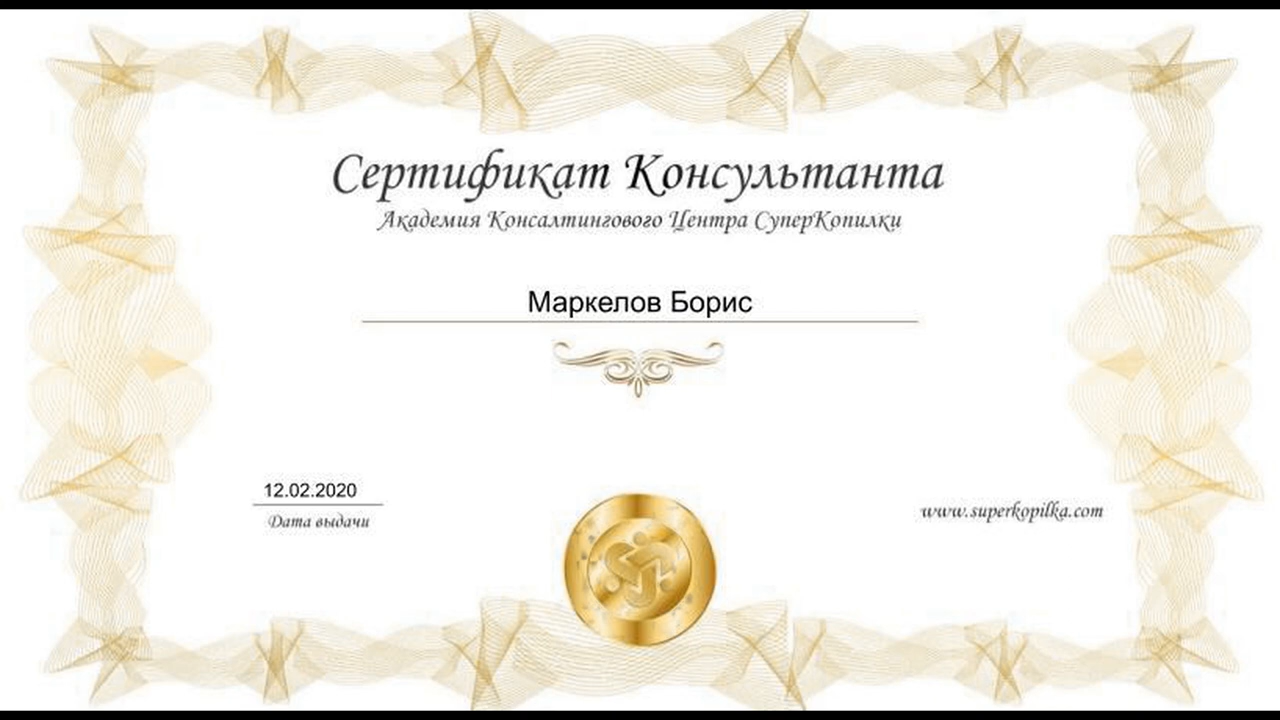 Сертификат Консультанта
Академия Консалтингового Центра СуперКопилки
Маркелов Борис
12.02.2020
Дата выдачи
www.superkopilka.com